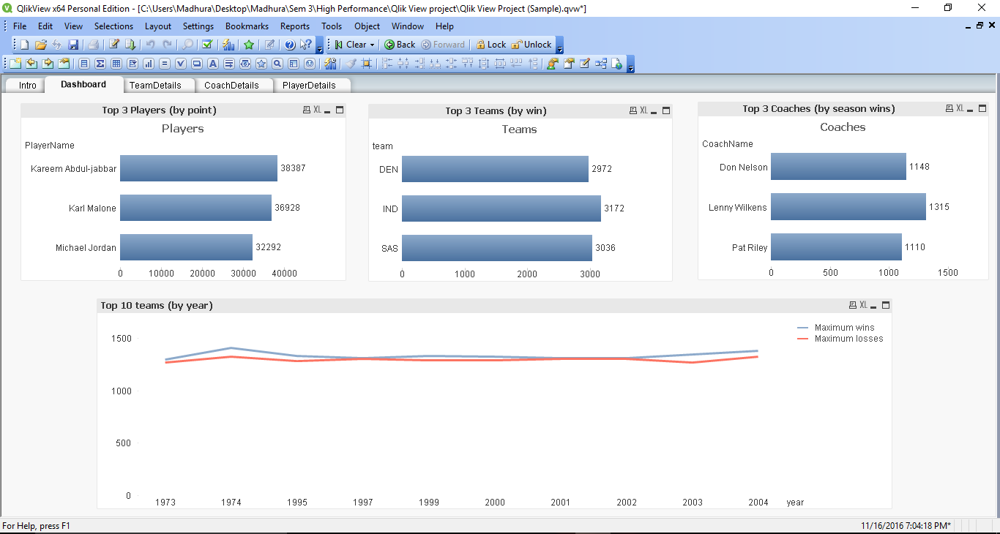 QlikView x64 Personal Edition - [C:\Users\Madhura\Desktop\Madhura\Sem 3\High Performance\Qlik View project\Qlik View Project (Sample).qvw*]
File Edit View Selections Layout Settings Bookmarks Reports Tools Object Window Help
Clear Back Forward Lock Unlock
Intro Dashboard TeamDetails CoachDetails PlayerDetails
Top 3 Players (by point) XL
Players
PlayerName
Kareem Abdul-jabbar 38387
Karl Malone 36928
Michael Jordan 32292
0 10000 20000 30000 40000
Top 3 Teams (by win) XL
Teams
team
DEN 2972
IND 3172
SAS 3036
0 1000 2000 3000
Top 3 Coaches (by season wins) XL
Coaches
CoachName
Don Nelson 1148
Lenny Wilkens 1315
Pat Riley 1110
0 500 1000 1500
Top 10 teams (by year) XL
Maximum wins
Maximum losses
1500
1000
500
0
1973 1974 1995 1997 1999 2000 2001 2002 2003 2004 year
For Help, press F1 11/16/2016 7:04:18 PM*